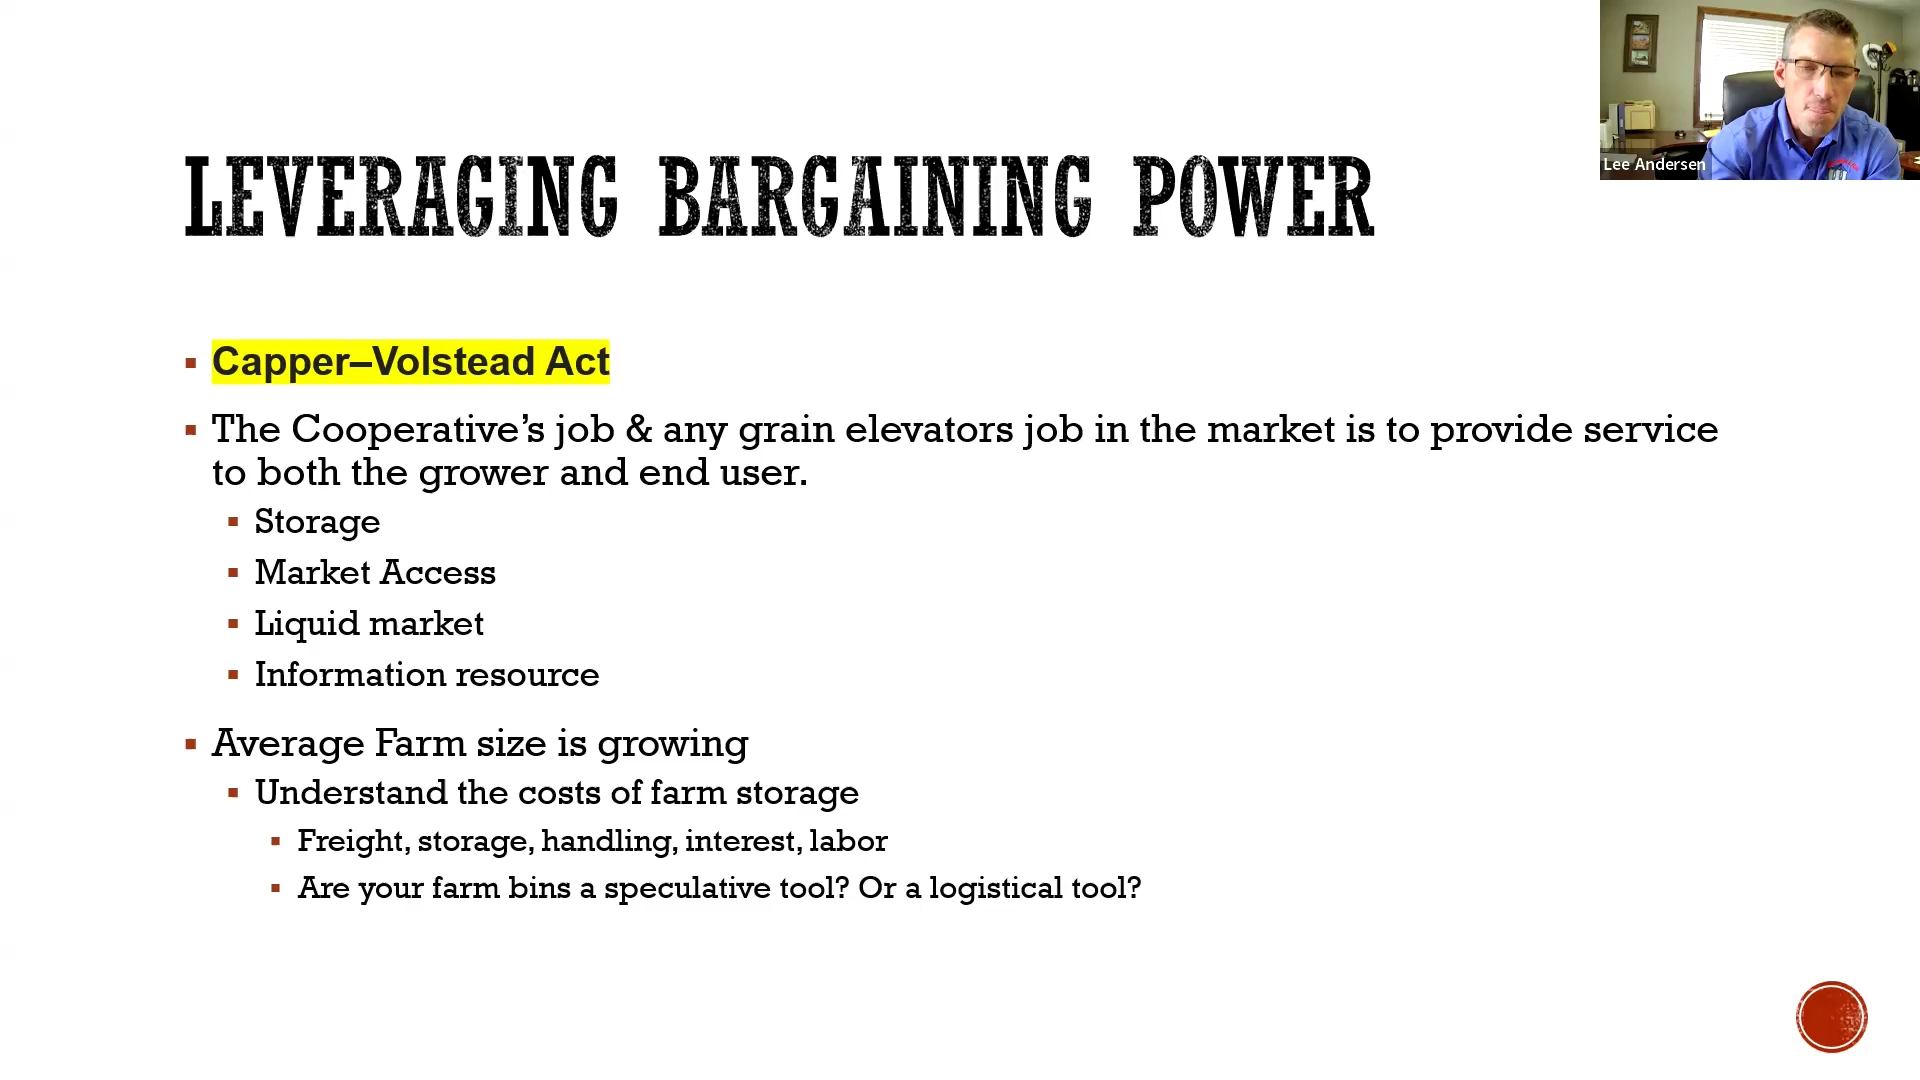 Lee Andersen
LEVERAGING BARGAINING POWER
Capper–Volstead Act
The Cooperative’s job & any grain elevators job in the market is to provide service
to both the grower and end user.
Storage
Market Access
Liquid market
Information resource
Average Farm size is growing
Understand the costs of farm storage
Freight, storage, handling, interest, labor
Are your farm bins a speculative tool? Or a logistical tool?